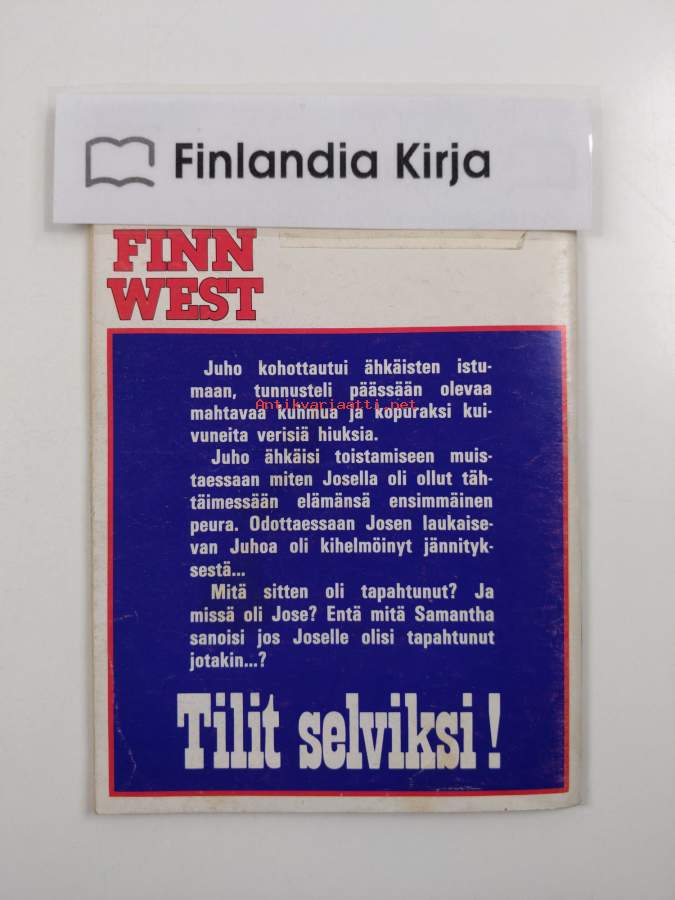 Finlandia Kirja
FINN
WEST
Juho kohottautui ähkäisten istu-
maan, tunnusteli päässään olevaa
Antikvariaatti.net
mahtavaa kuhmua ja kopuraksi kui-
vuneita verisiä hiuksia.
Juho ähkäisi toistamiseen muis-
taessaan miten Josella oli ollut täh-
täimessään elämänsä ensimmäinen
peura. Odottaessaan Josen laukaise-
van Juhoa oli kihelmöinyt jännityk-
sestä...
Mitä sitten oli tapahtunut? Ja
missä oli Jose? Entä mitä Samantha
sanoisi jos Joselle olisi tapahtunut
jotakin...?
Tilit selviksi!